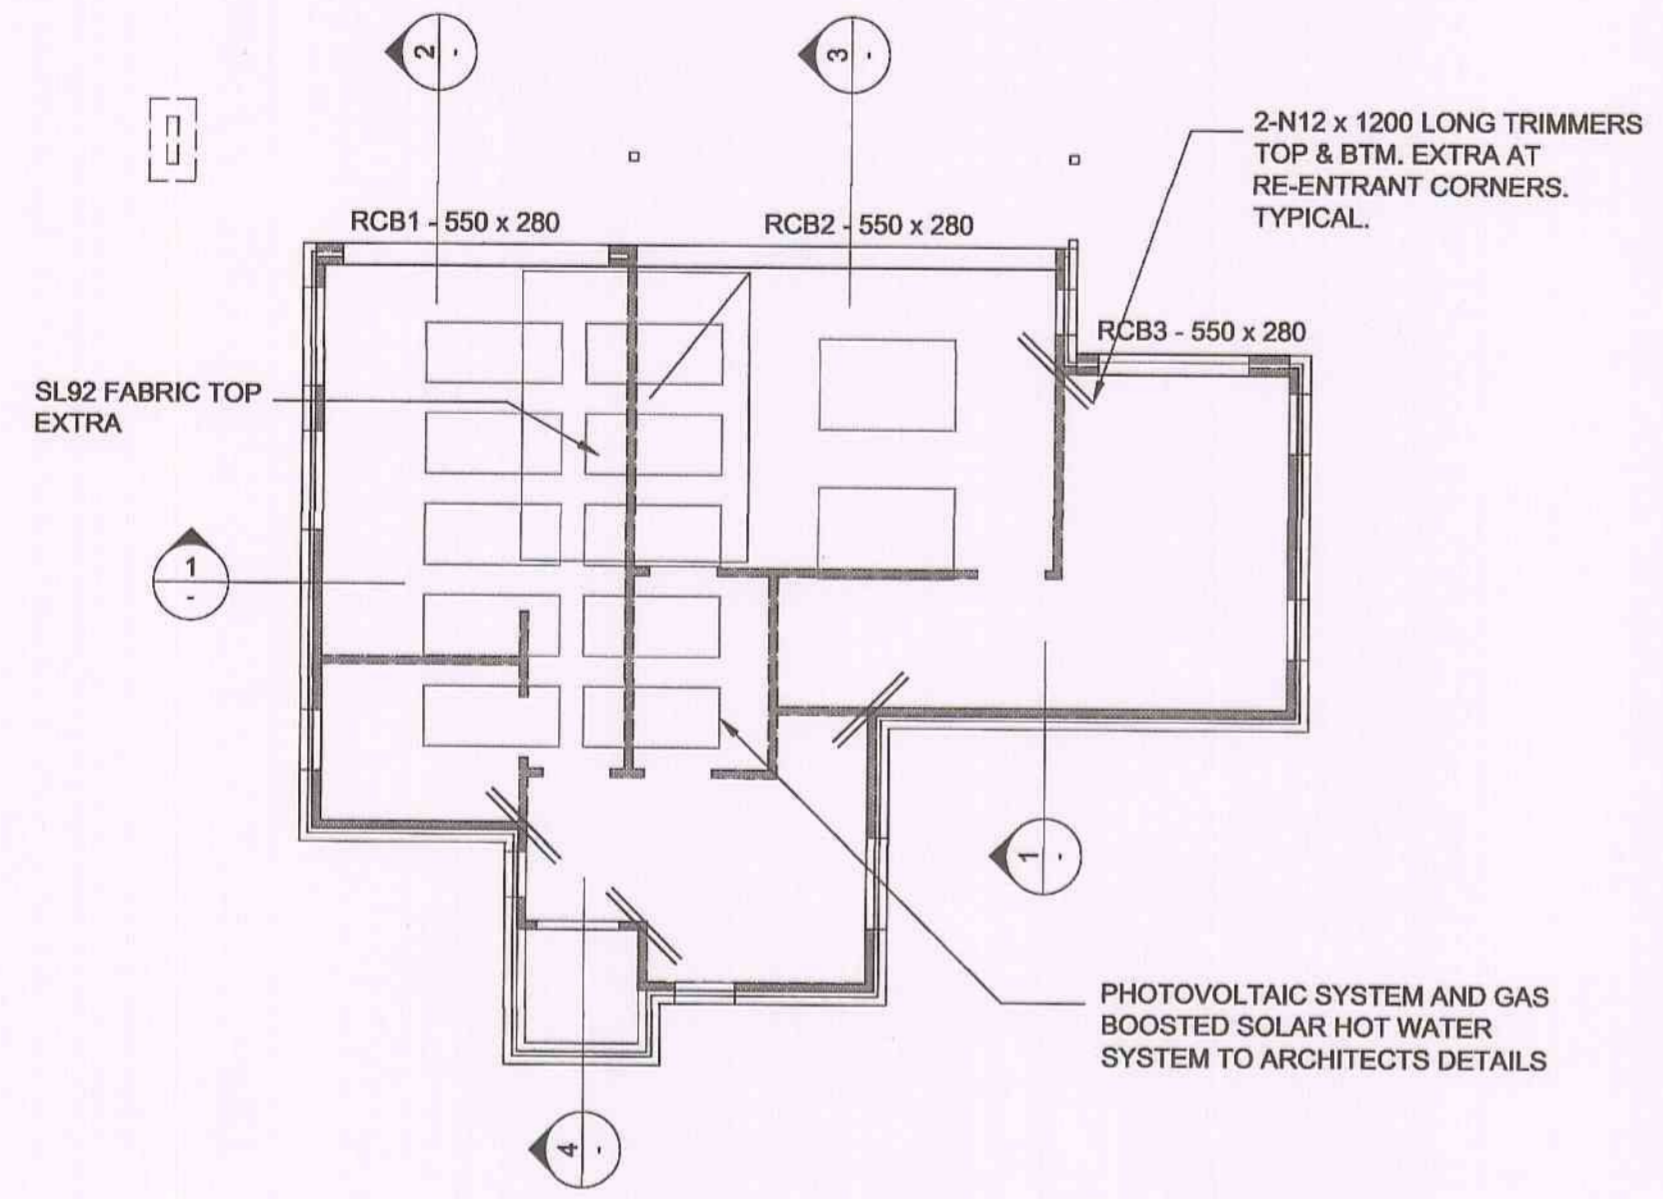 2
-
3
-
2-N12 x 1200 LONG TRIMMERS
TOP & BTM. EXTRA AT
RE-ENTRANT CORNERS.
TYPICAL.
RCB1 - 550 x 280
RCB2 - 550 x 280
RCB3 - 550 x 280
SL92 FABRIC TOP
EXTRA
1
-
1
-
PHOTOVOLTAIC SYSTEM AND GAS
BOOSTED SOLAR HOT WATER
SYSTEM TO ARCHITECTS DETAILS
4
-